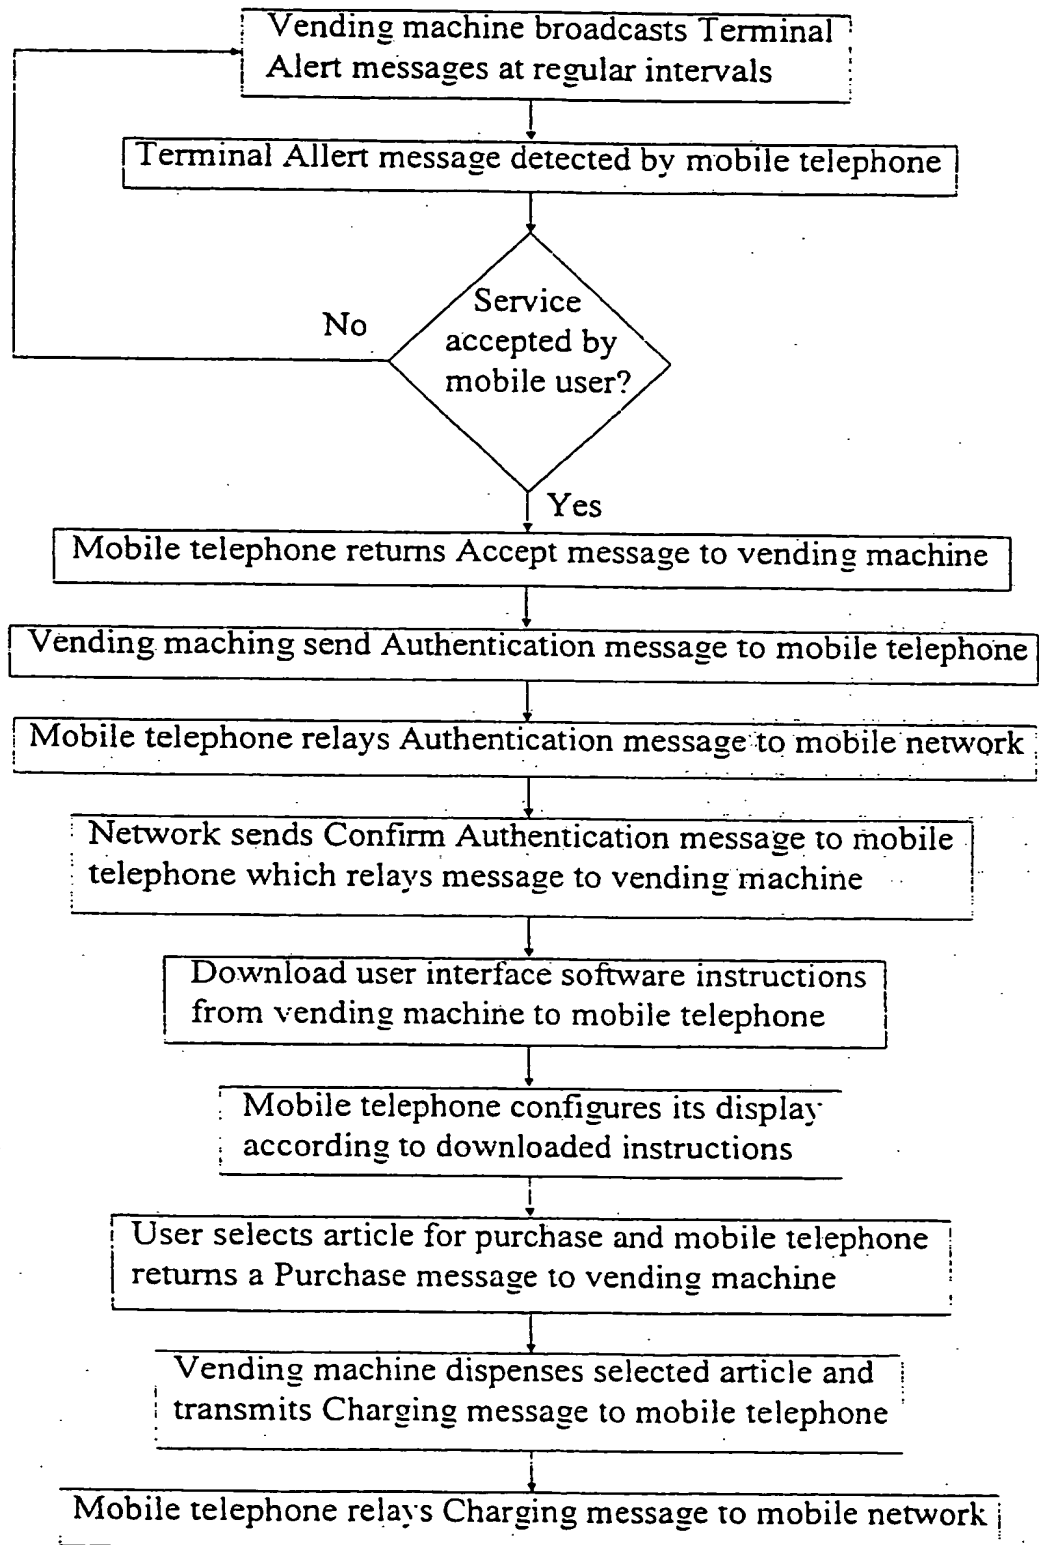 Vending machine broadcasts Terminal
Alert messages at regular intervals
Terminal Allert message detected by mobile telephone
Service
accepted by
mobile user?
No
Yes
Mobile telephone returns Accept message to vending machine
Vending maching send Authentication message to mobile telephone
Mobile telephone relays Authentication message to mobile network
Network sends Confirm Authentication message to mobile
telephone which relays message to vending machine
Download user interface software instructions
from vending machine to mobile telephone
Mobile telephone configures its display
according to downloaded instructions
User selects article for purchase and mobile telephone
returns a Purchase message to vending machine
Vending machine dispenses selected article and
transmits Charging message to mobile telephone
Mobile telephone relays Charging message to mobile network